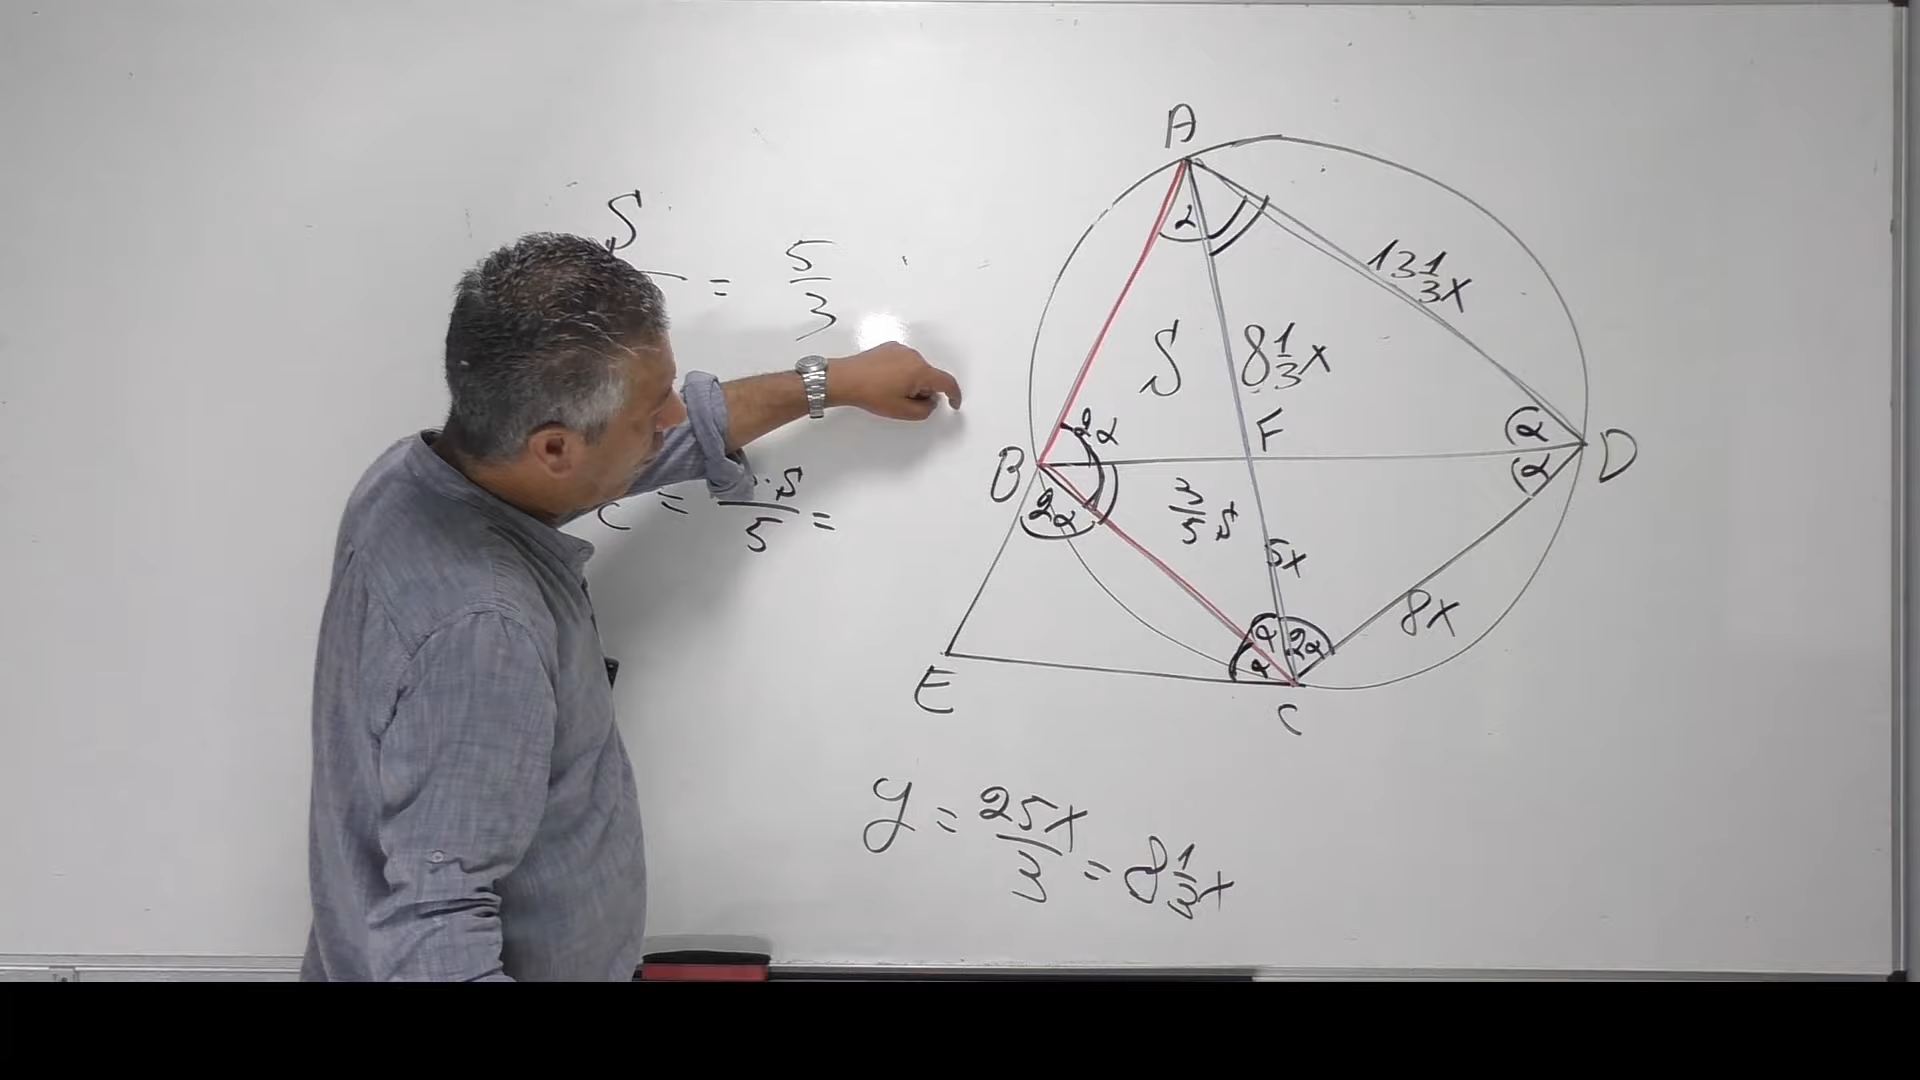 S
— = 5/3
S/5 =
A
13 1/3 x
α
S
8 1/3 x
2α
F
α
B
D
2α
3/5 S
α
5x
8x
α
2α
α
E
C
y = 25x/3 = 8 1/3 x